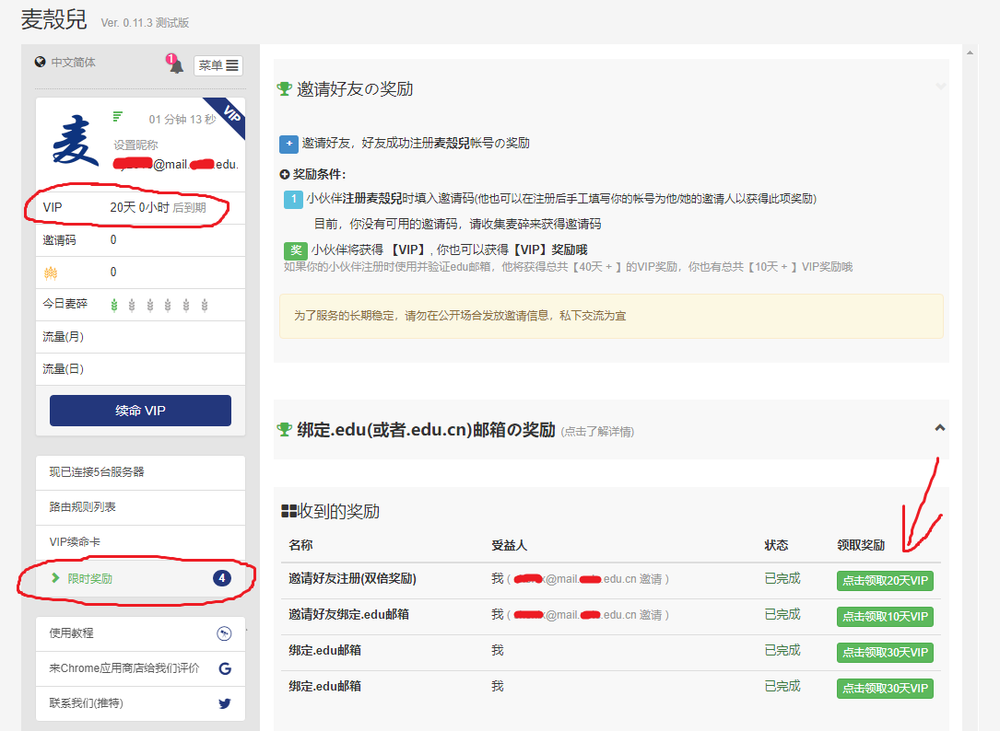 麦殼兒 Ver. 0.11.3 测试版
中文简体
1
菜单
VIP
麦
01 分钟 13 秒
设置昵称
@mail. .edu.
VIP 20天 0小时 后到期
邀请码 0
0
今日麦碎
流量(月)
流量(日)
续命 VIP
现已连接5台服务器
路由规则列表
VIP续命卡
限时奖励 4
使用教程
来Chrome应用商店给我们评价 G
联系我们(推特)
邀请好友の奖励
+ 邀请好友，好友成功注册麦殼兒帐号の奖励
奖励条件:
1 小伙伴注册麦殼兒时填入邀请码(他也可以在注册后手工填写你的帐号为他/她的邀请人以获得此项奖励)
目前，你没有可用的邀请码，请收集麦碎来获得邀请码
奖 小伙伴将获得 【VIP】, 你也可以获得【VIP】奖励哦
如果你的小伙伴注册时使用并验证edu邮箱，他将获得总共【40天 + 】的VIP奖励，你也有总共【10天 + 】VIP奖励哦
为了服务的长期稳定，请勿在公开场合发放邀请信息，私下交流为宜
绑定.edu(或者.edu.cn)邮箱の奖励 (点击了解详情)
收到的奖励
名称 受益人 状态 领取奖励
邀请好友注册(双倍奖励) 我 ( @mail. .edu.cn 邀请 ) 已完成 点击领取20天VIP
邀请好友绑定.edu邮箱 我 ( @mail. .edu.cn 邀请 ) 已完成 点击领取10天VIP
绑定.edu邮箱 我 已完成 点击领取30天VIP
绑定.edu邮箱 我 已完成 点击领取30天VIP